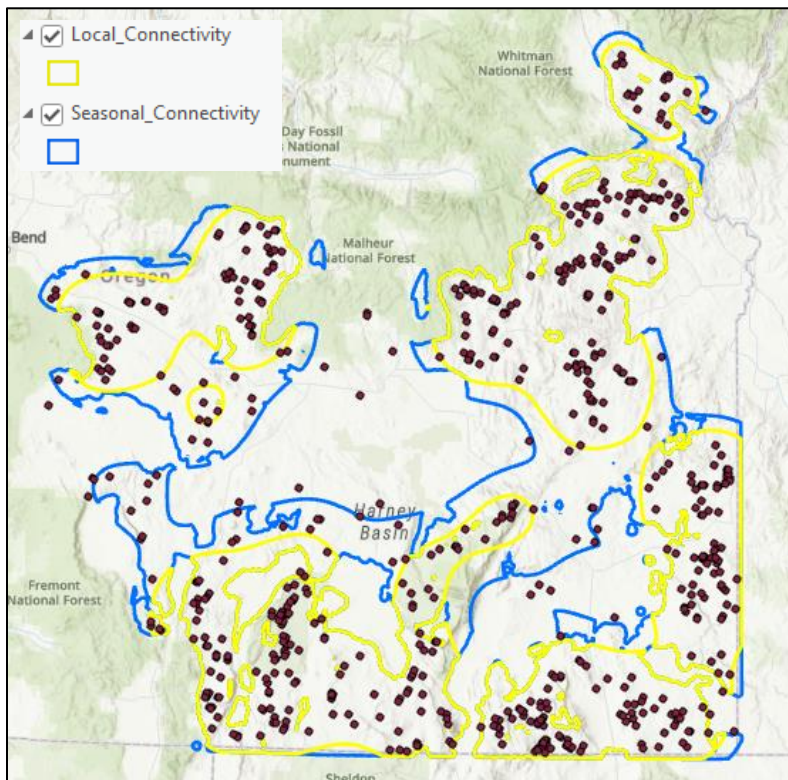 Local_Connectivity
Seasonal_Connectivity
Whitman
National Forest
Day Fossil
s National
onument
Bend
Oregon
Malheur
National Forest
Harney
Basin
Fremont
National Forest
Sheldon